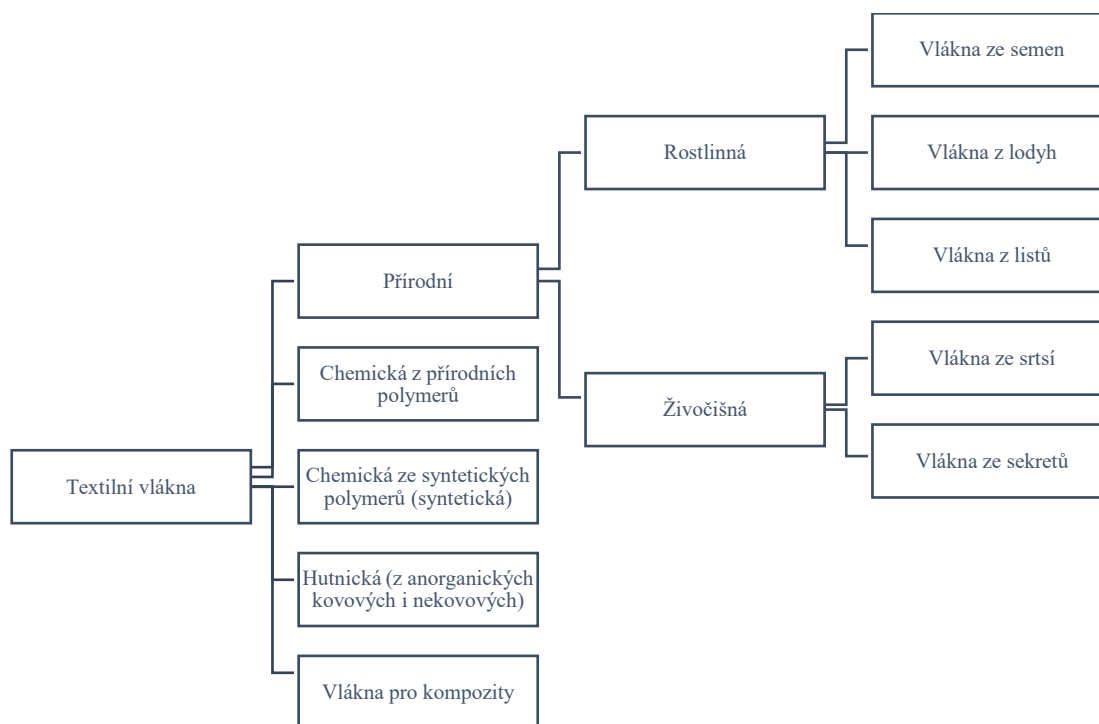 Textilní vlákna
Přírodní
Rostlinná
Vlákna ze semen
Vlákna z lodyh
Vlákna z listů
Živočišná
Vlákna ze srtsí
Vlákna ze sekretů
Chemická z přírodních
polymerů
Chemická ze syntetických
polymerů (syntetická)
Hutnická (z anorganických
kovových i nekovových)
Vlákna pro kompozity